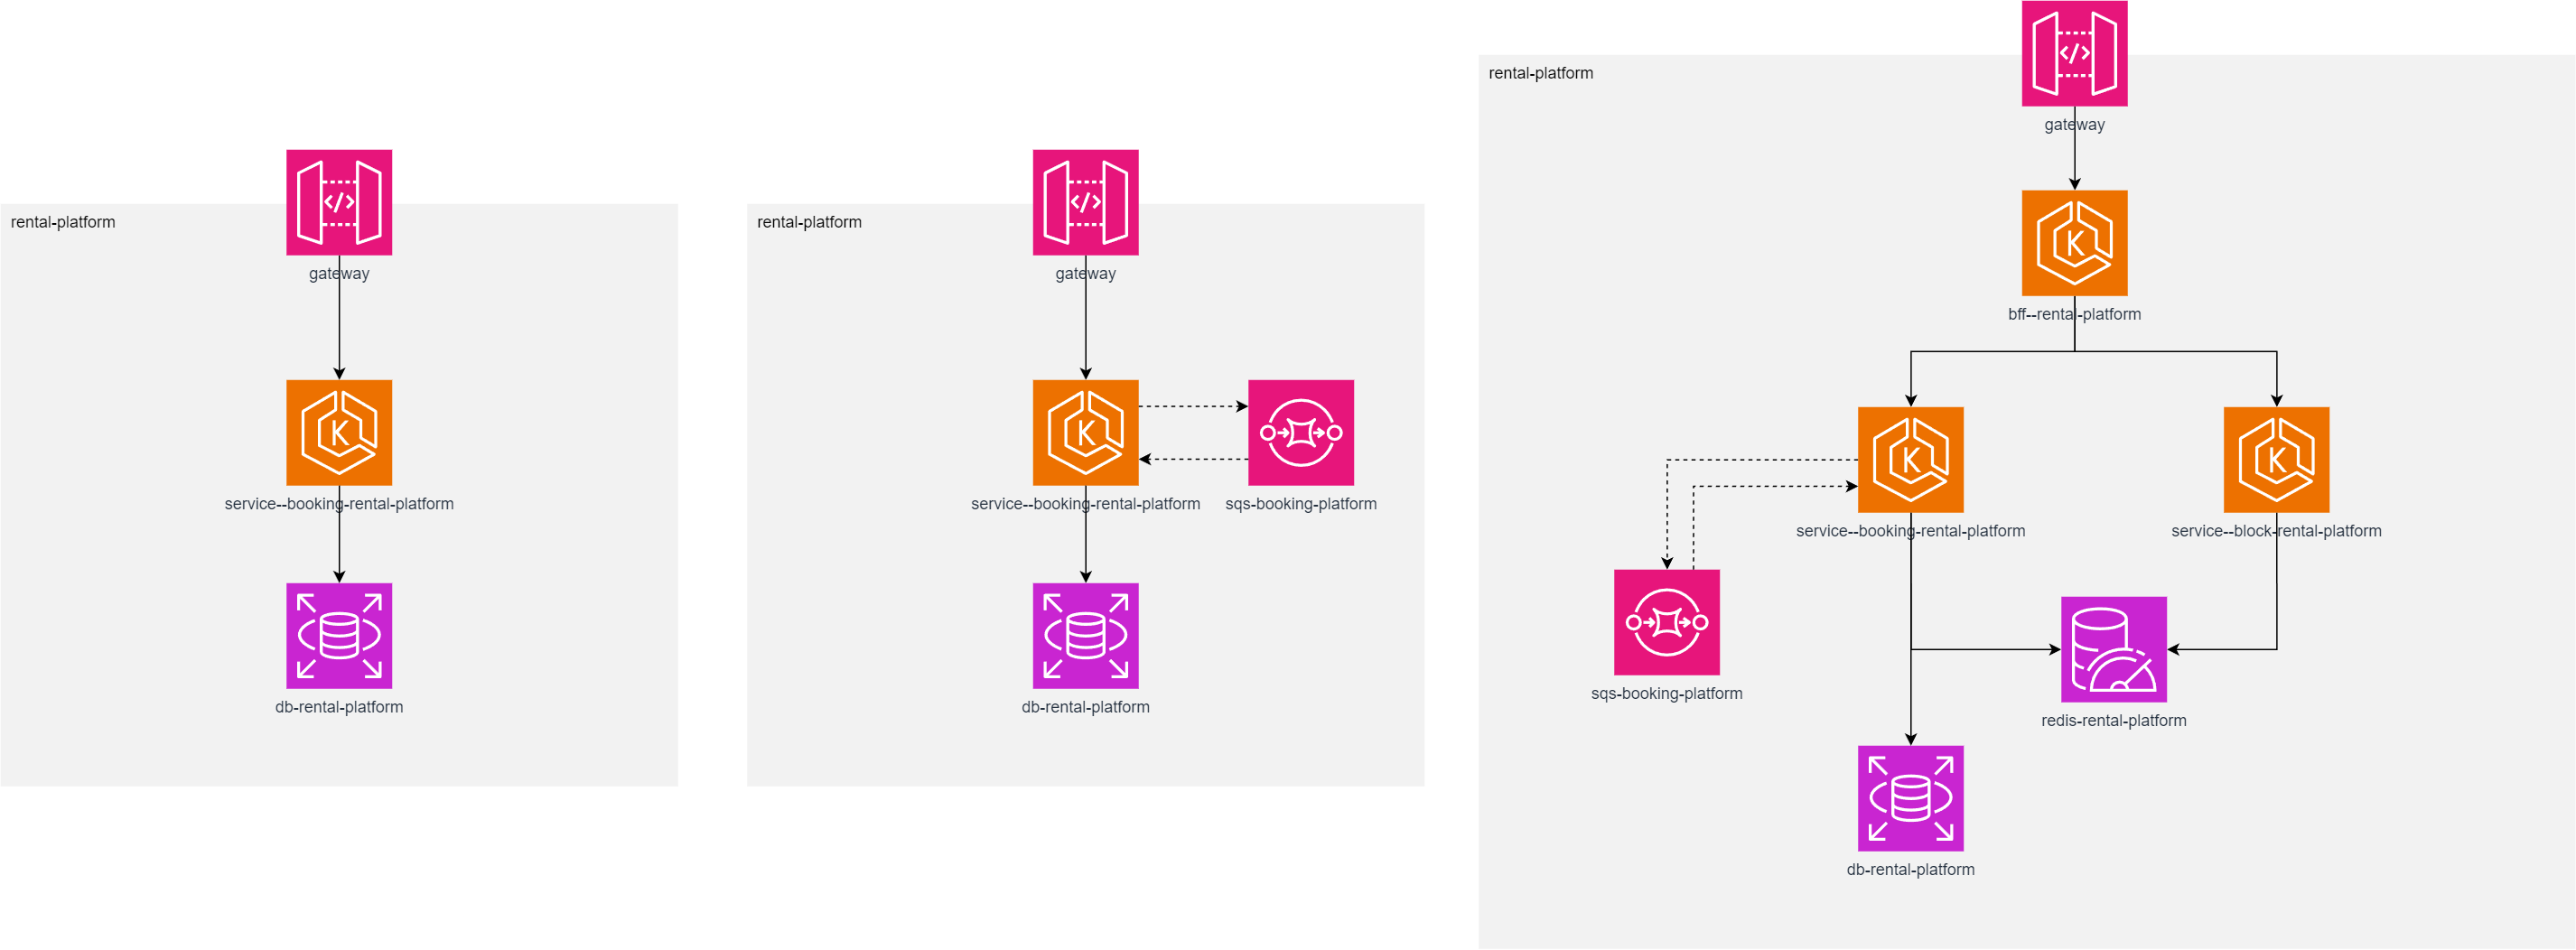 rental-platform
gateway
service--booking-rental-platform
db-rental-platform
rental-platform
gateway
service--booking-rental-platform
sqs-booking-platform
db-rental-platform
rental-platform
gateway
bff--rental-platform
service--booking-rental-platform
service--block-rental-platform
sqs-booking-platform
redis-rental-platform
db-rental-platform